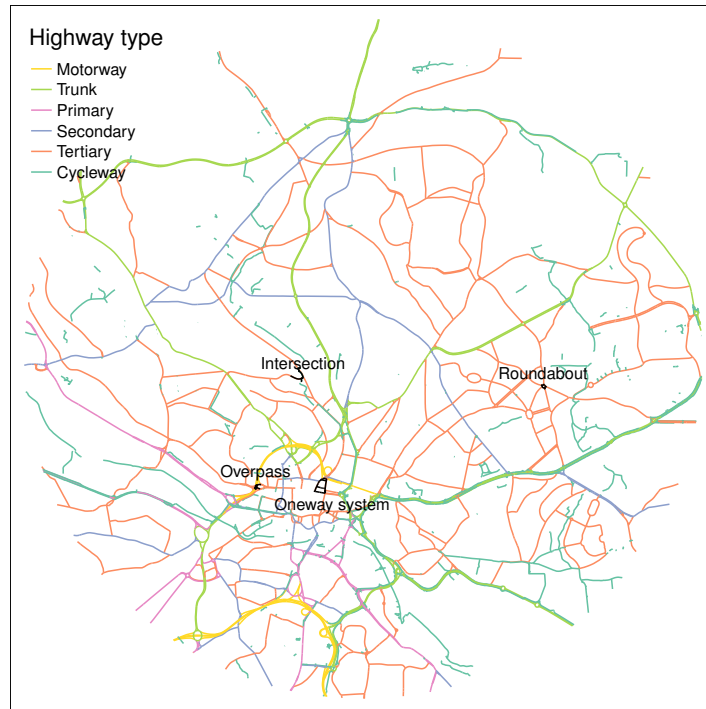 Highway type
Motorway
Trunk
Primary
Secondary
Tertiary
Cycleway
Intersection
Roundabout
Overpass
Oneway system